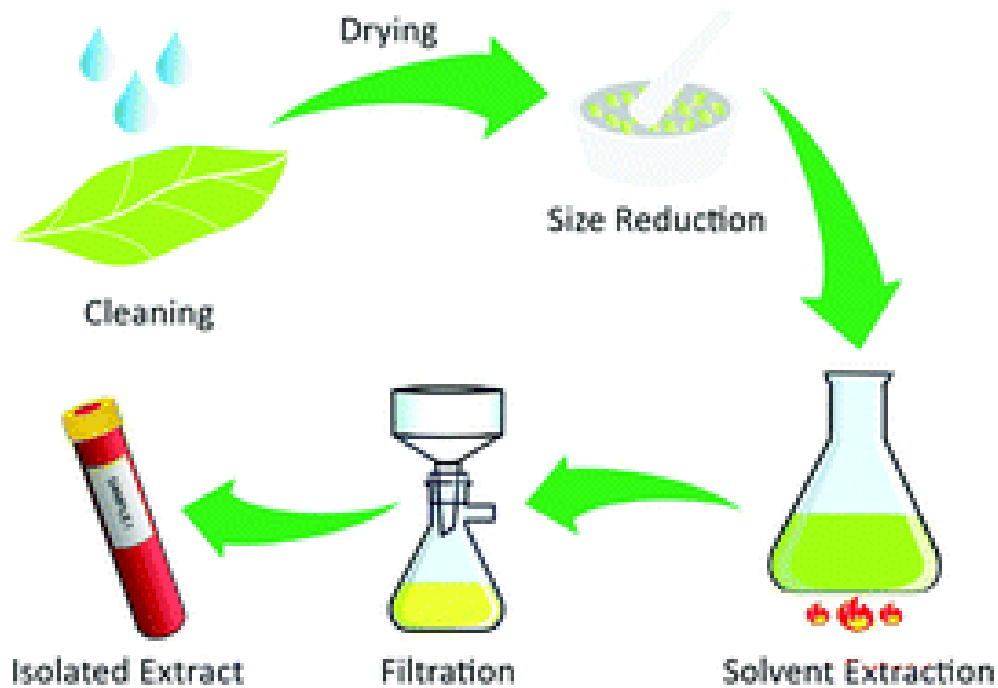 Drying
Size Reduction
Cleaning
Isolated Extract
Filtration
Solvent Extraction